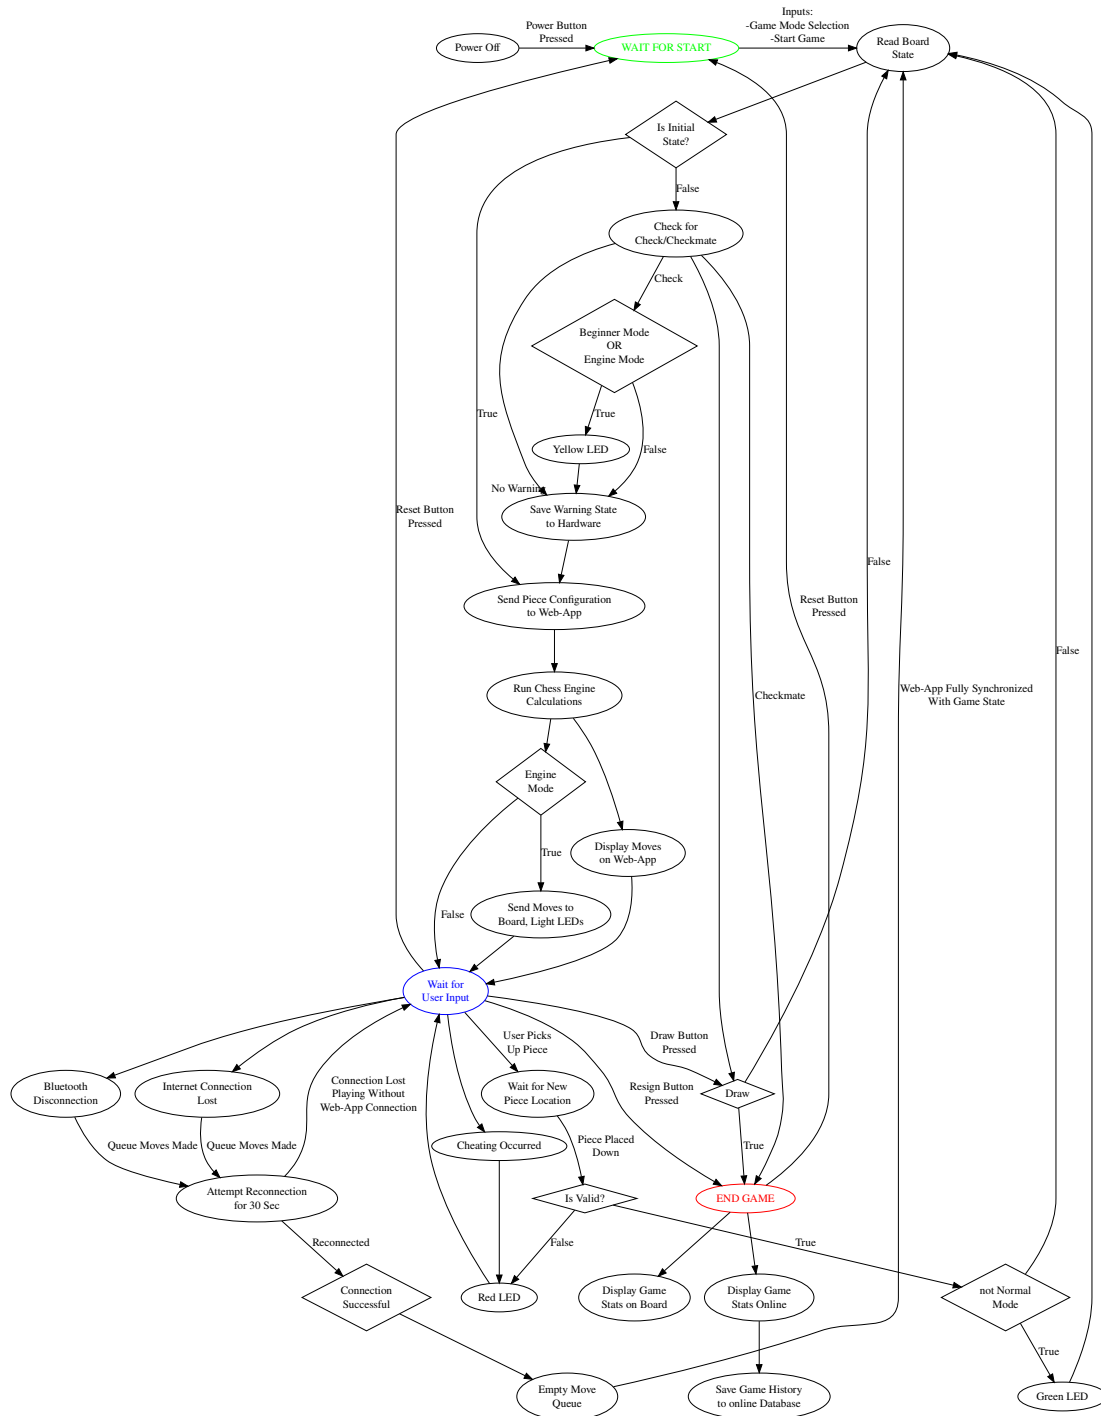 Inputs:
-Game Mode Selection
-Start Game
Power Button
Pressed
Power Off
WAIT FOR START
Read Board
State
Is Initial
State?
False
Check for
Check/Checkmate
Check
Beginner Mode
OR
Engine Mode
True
True
Yellow LED
False
No Warning
Save Warning State
to Hardware
Reset Button
Pressed
False
Send Piece Configuration
to Web-App
Reset Button
Pressed
False
Run Chess Engine
Calculations
Checkmate
Web-App Fully Synchronized
With Game State
Engine
Mode
True
Display Moves
on Web-App
False
Send Moves to
Board, Light LEDs
Wait for
User Input
User Picks
Up Piece
Draw Button
Pressed
Bluetooth
Disconnection
Internet Connection
Lost
Connection Lost
Playing Without
Web-App Connection
Wait for New
Piece Location
Resign Button
Pressed
Draw
Queue Moves Made
Queue Moves Made
Cheating Occurred
Piece Placed
Down
True
Attempt Reconnection
for 30 Sec
Is Valid?
END GAME
Reconnected
False
True
Connection
Successful
Red LED
Display Game
Stats on Board
Display Game
Stats Online
not Normal
Mode
True
Empty Move
Queue
Save Game History
to online Database
Green LED